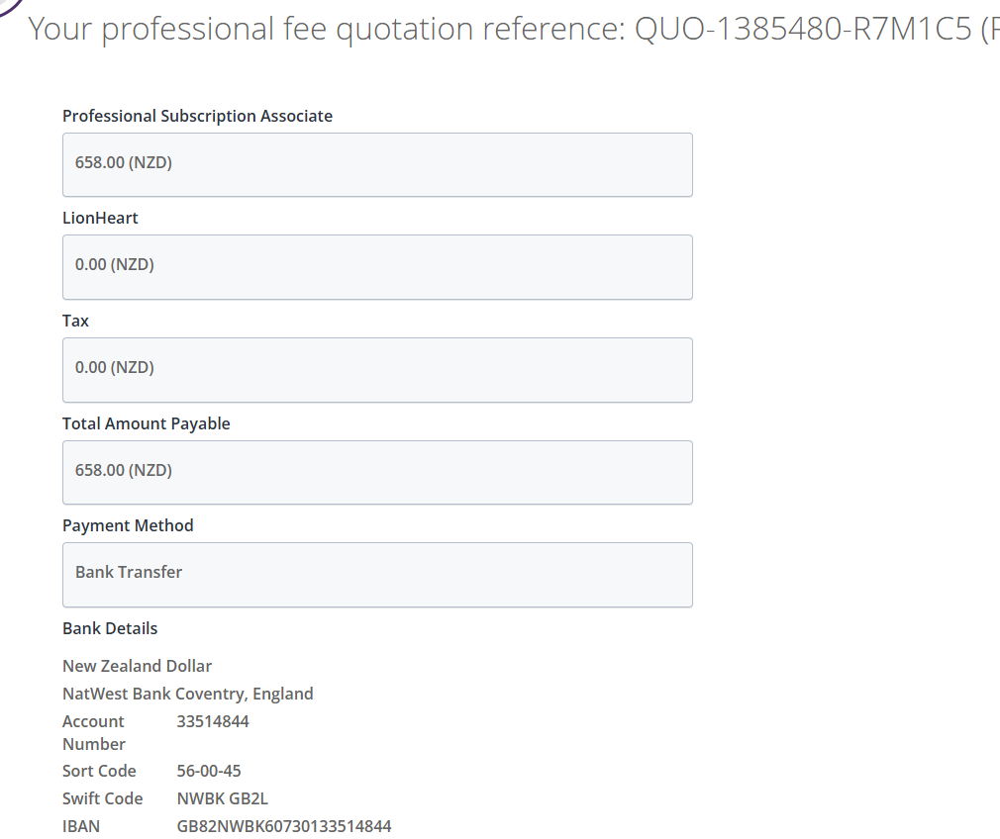 Your professional fee quotation reference: QUO-1385480-R7M1C5 (
Professional Subscription Associate
658.00 (NZD)
LionHeart
0.00 (NZD)
Tax
0.00 (NZD)
Total Amount Payable
658.00 (NZD)
Payment Method
Bank Transfer
Bank Details
New Zealand Dollar
NatWest Bank Coventry, England
Account 33514844
Number
Sort Code 56-00-45
Swift Code NWBK GB2L
IBAN GB82NWBK60730133514844